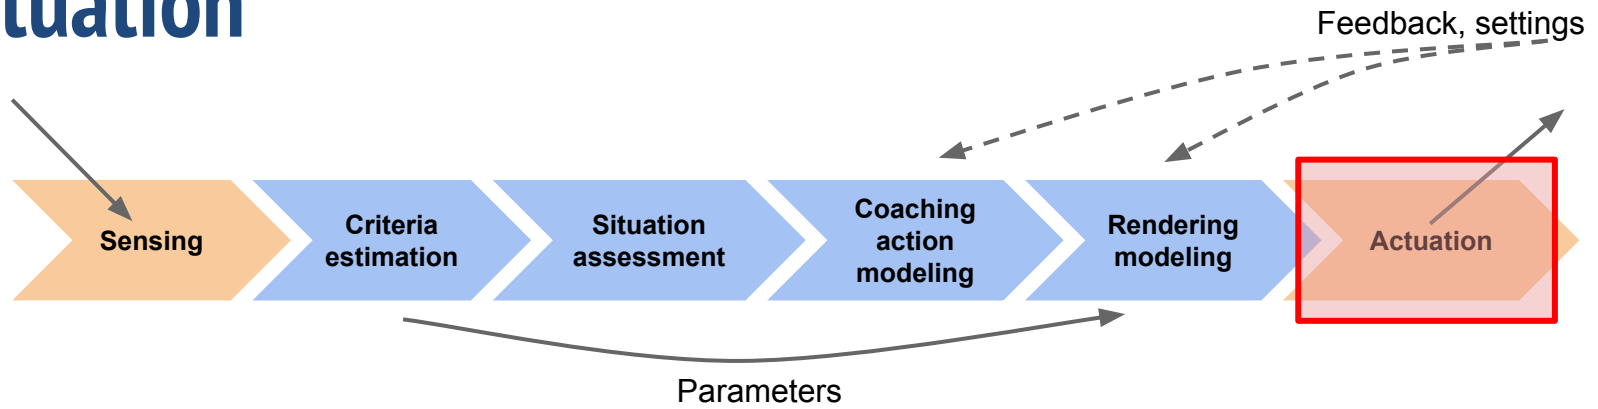 tuation
Feedback, settings
Sensing
Criteria
estimation
Situation
assessment
Coaching
action
modeling
Rendering
modeling
Actuation
Parameters